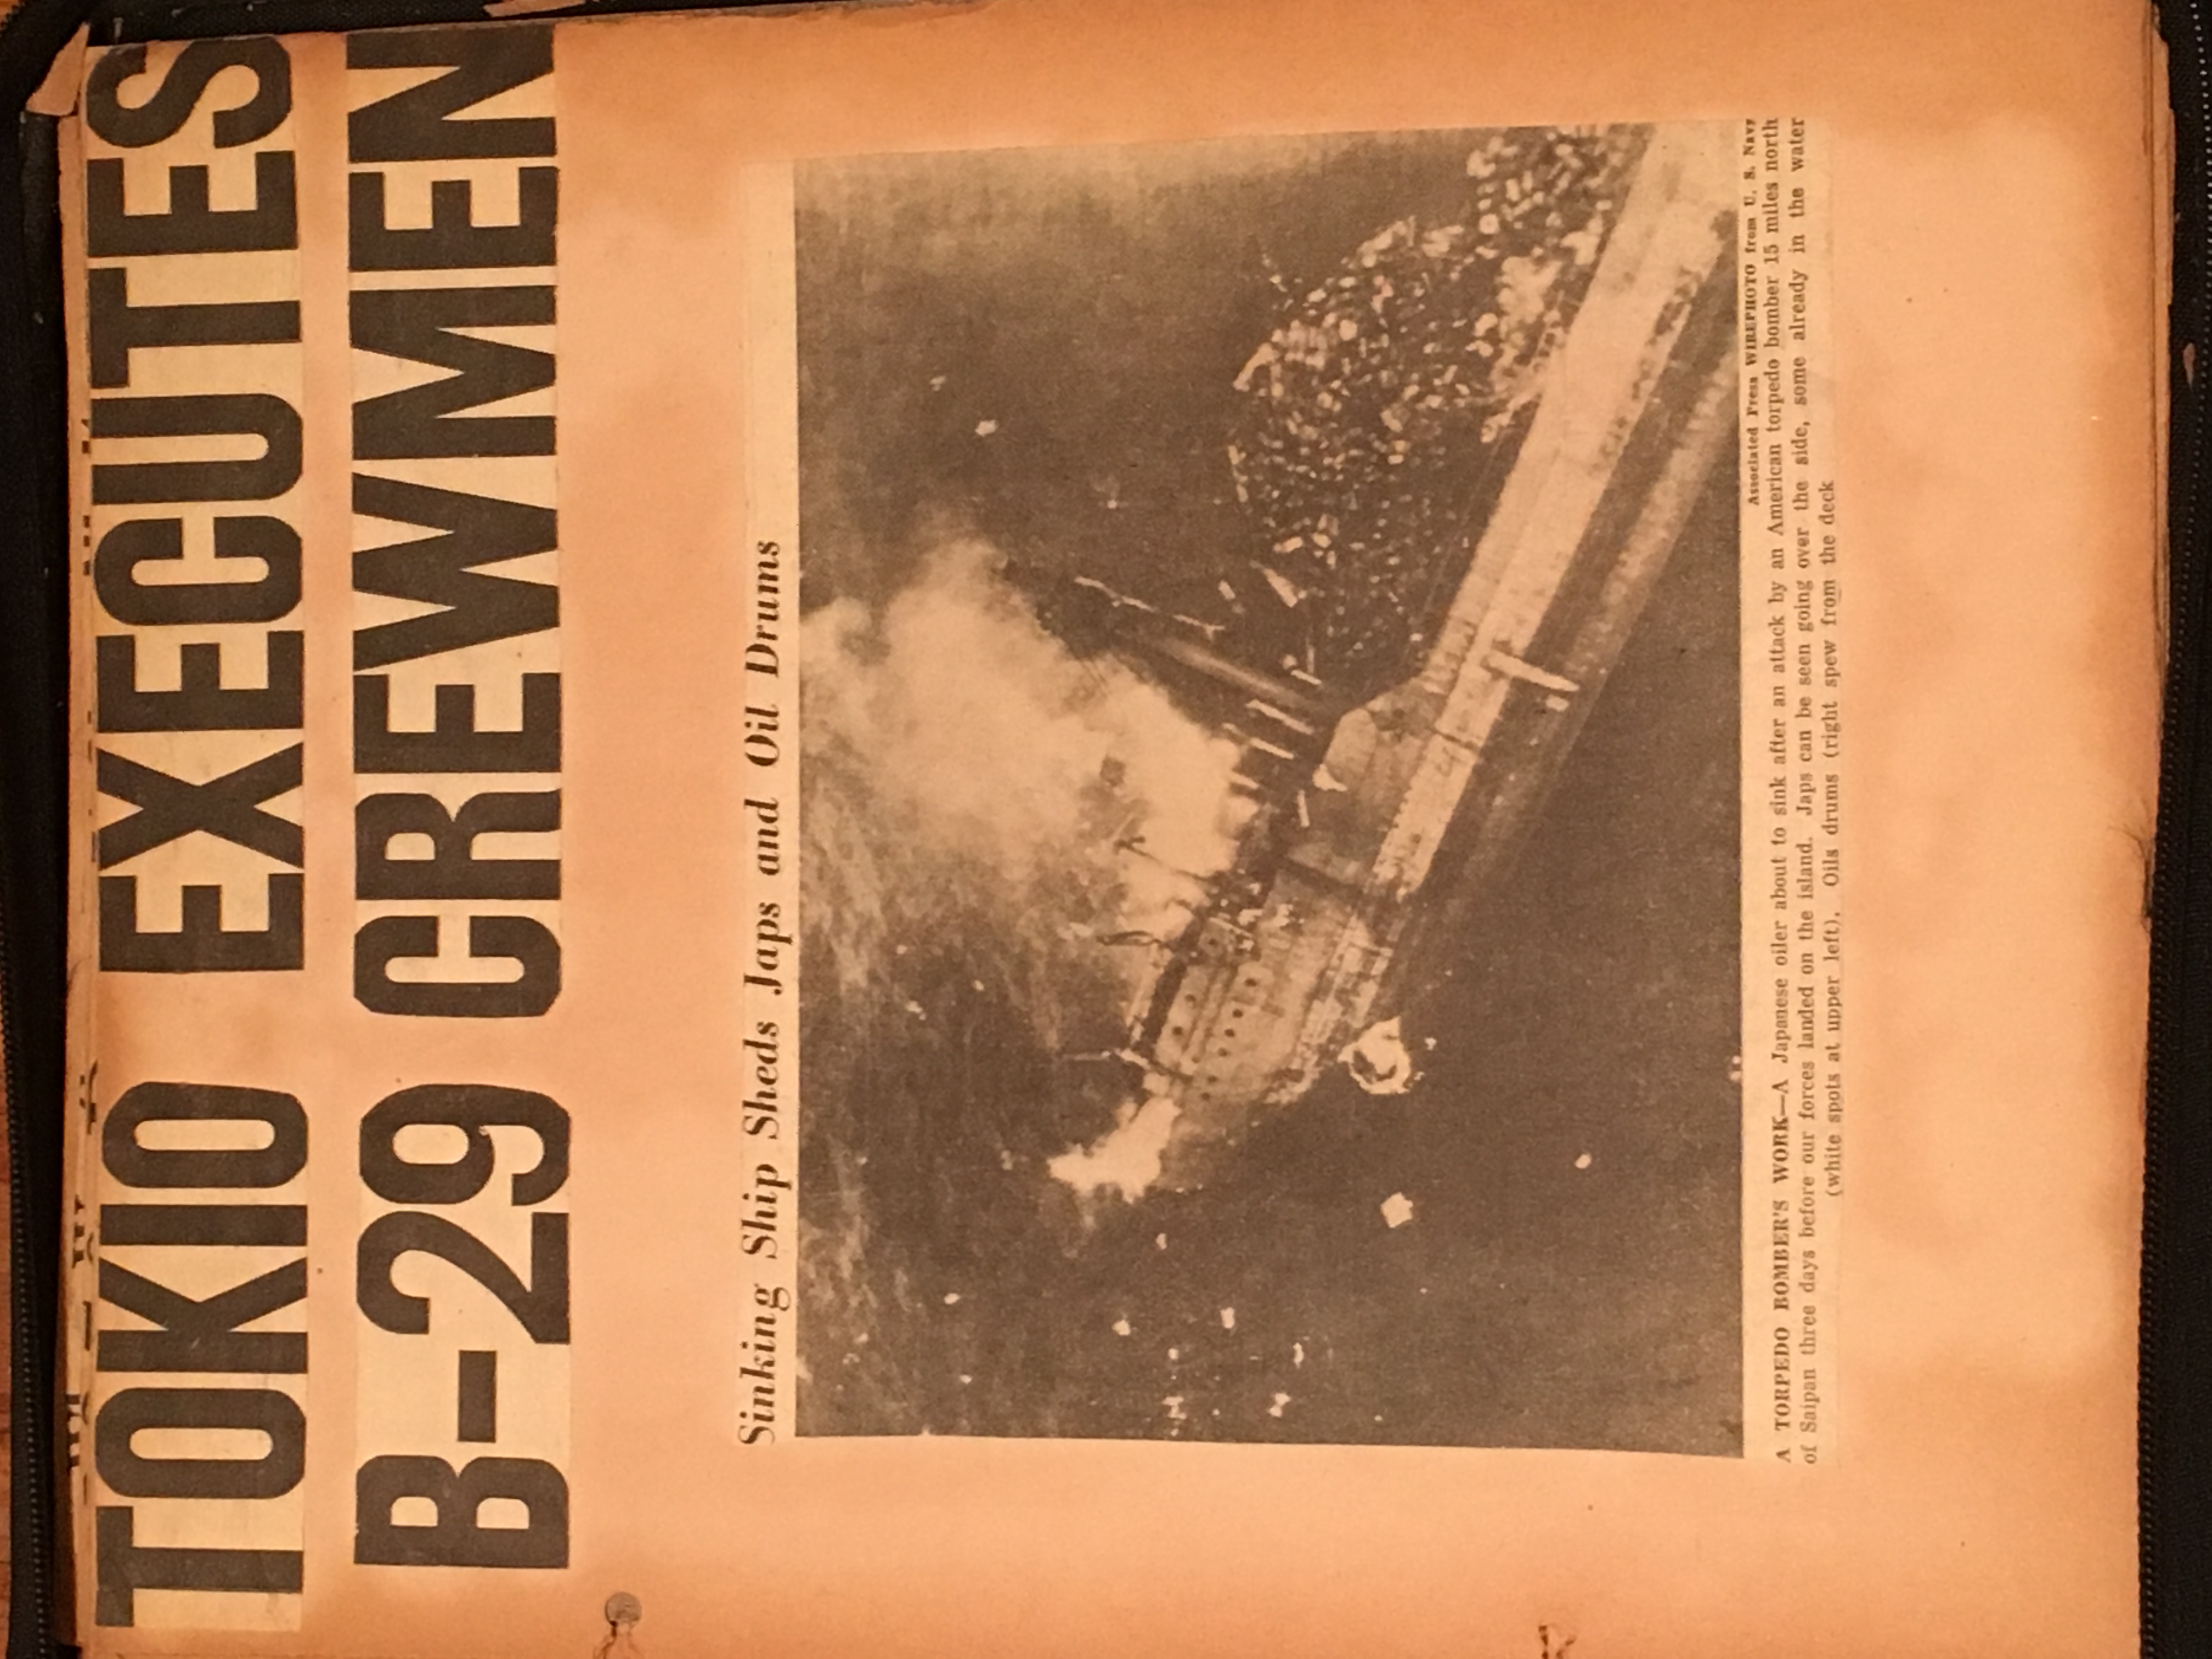 TOKIO EXECUTES
B-29 CREWMEN
Sinking Ship Sheds Japs and Oil Drums
Associated Press WIREPHOTO from U. S. Navy
A TORPEDO BOMBER'S WORK—A Japanese oiler about to sink after an attack by an American torpedo bomber 15 miles north
of Saipan three days before our forces landed on the island. Japs can be seen going over the side, some already in the water
(white spots at upper left). Oils drums (right spew from the deck